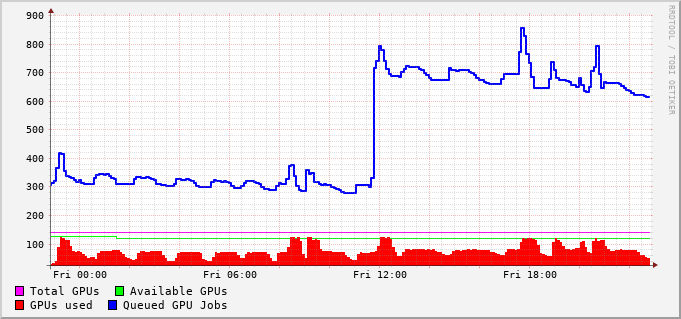 900
800
700
600
500
400
300
200
100
Fri 00:00 Fri 06:00 Fri 12:00 Fri 18:00
Total GPUs Available GPUs
GPUs used Queued GPU Jobs
RRDTOOL / TOBI OETIKER